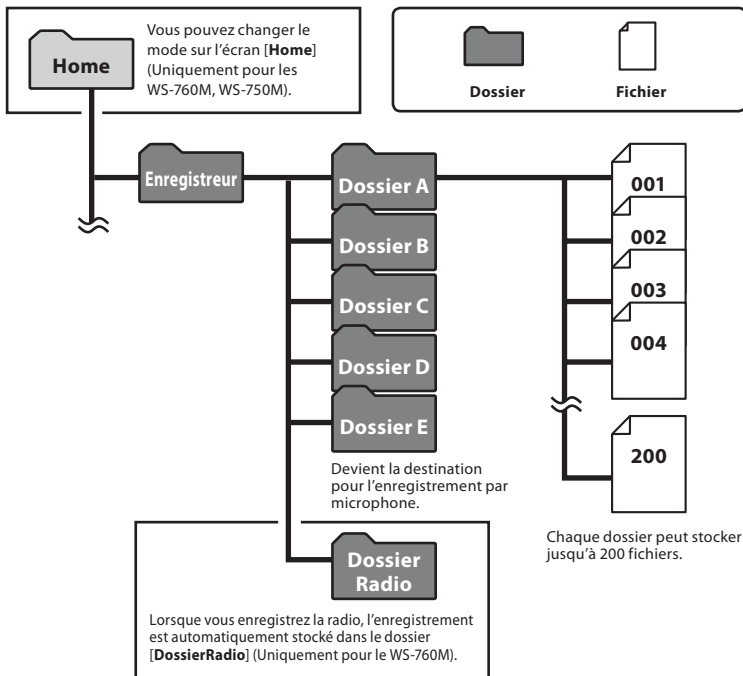 Home
Vous pouvez changer le
mode sur l'écran [Home]
(Uniquement pour les
WS-760M, WS-750M).
Dossier
Fichier
Enregistreur
Dossier A
Dossier B
Dossier C
Dossier D
Dossier E
001
002
003
004
200
Devient la destination
pour l'enregistrement par
microphone.
Chaque dossier peut stocker
jusqu'à 200 fichiers.
Dossier
Radio
Lorsque vous enregistrez la radio, l'enregistrement
est automatiquement stocké dans le dossier
[DossierRadio] (Uniquement pour le WS-760M).